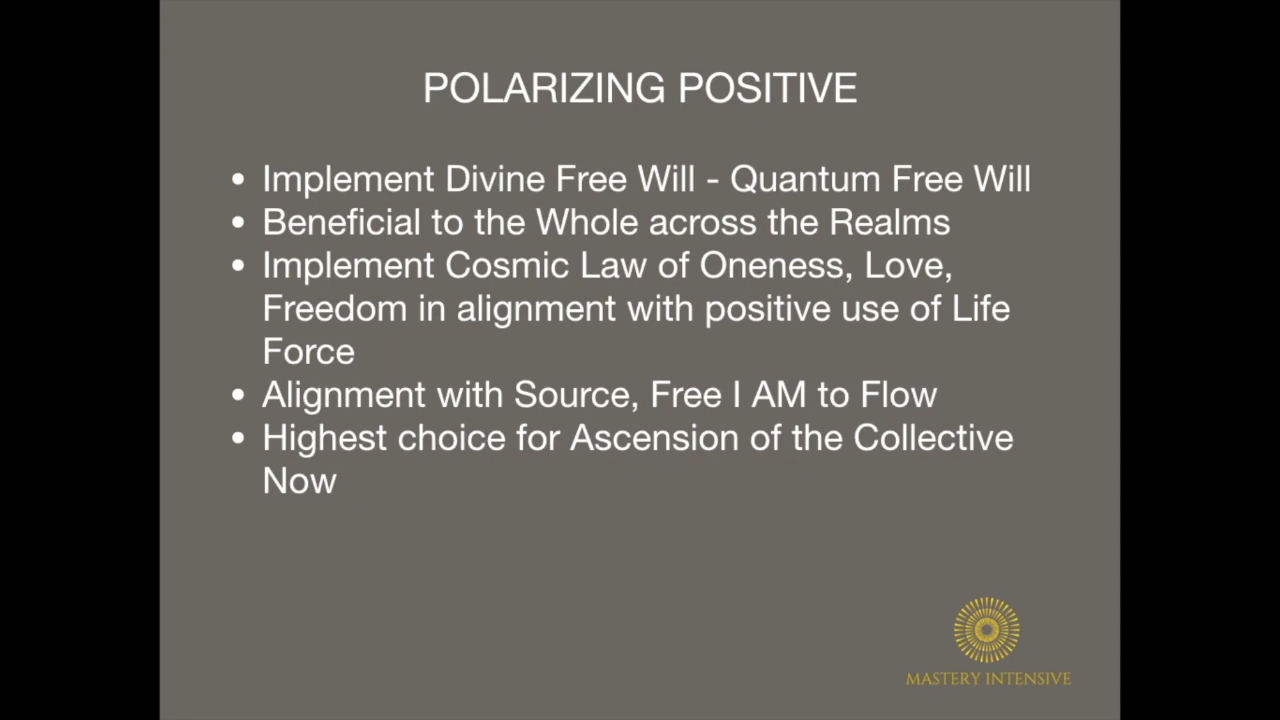 POLARIZING POSITIVE
• Implement Divine Free Will - Quantum Free Will
• Beneficial to the Whole across the Realms
• Implement Cosmic Law of Oneness, Love,
Freedom in alignment with positive use of Life
Force
• Alignment with Source, Free I AM to Flow
• Highest choice for Ascension of the Collective
Now
MASTERY INTENSIVE